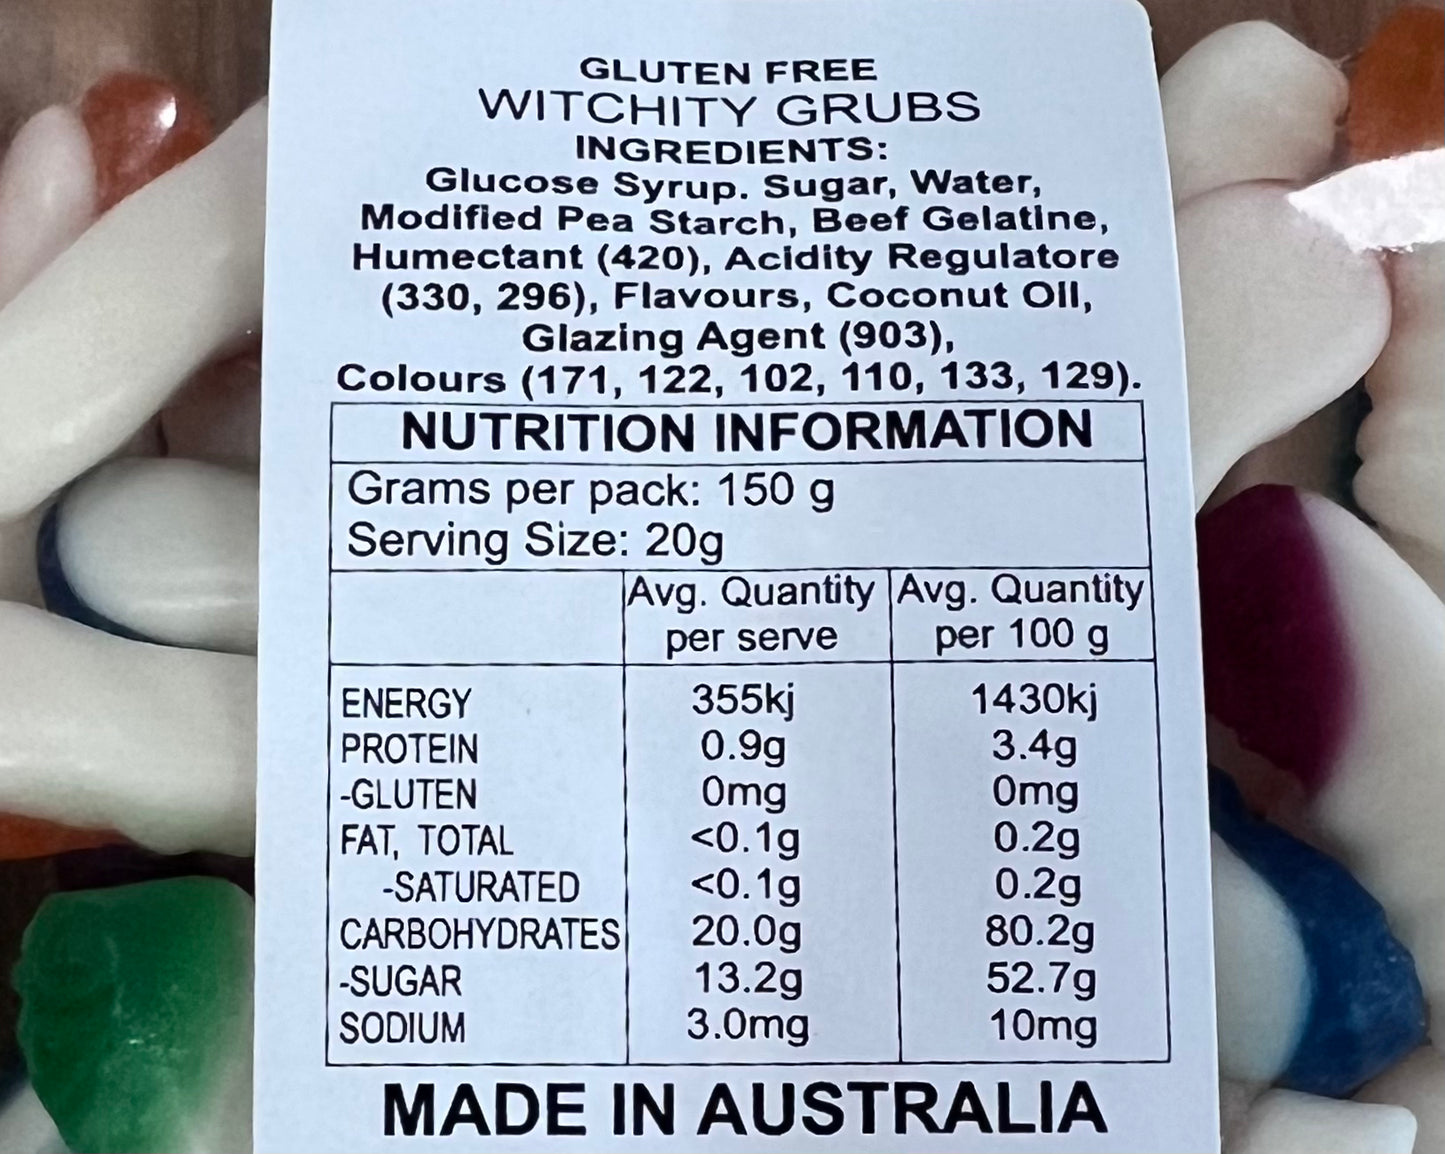 GLUTEN FREE
WITCHITY GRUBS
INGREDIENTS:
Glucose Syrup. Sugar, Water,
Modified Pea Starch, Beef Gelatine,
Humectant (420), Acidity Regulatore
(330, 296), Flavours, Coconut Oil,
Glazing Agent (903),
Colours (171, 122, 102, 110, 133, 129).
NUTRITION INFORMATION
Grams per pack: 150 g
Serving Size: 20g
Avg. Quantity per serve Avg. Quantity per 100 g
ENERGY 355kj 1430kj
PROTEIN 0.9g 3.4g
-GLUTEN 0mg 0mg
FAT, TOTAL <0.1g 0.2g
-SATURATED <0.1g 0.2g
CARBOHYDRATES 20.0g 80.2g
-SUGAR 13.2g 52.7g
SODIUM 3.0mg 10mg
MADE IN AUSTRALIA